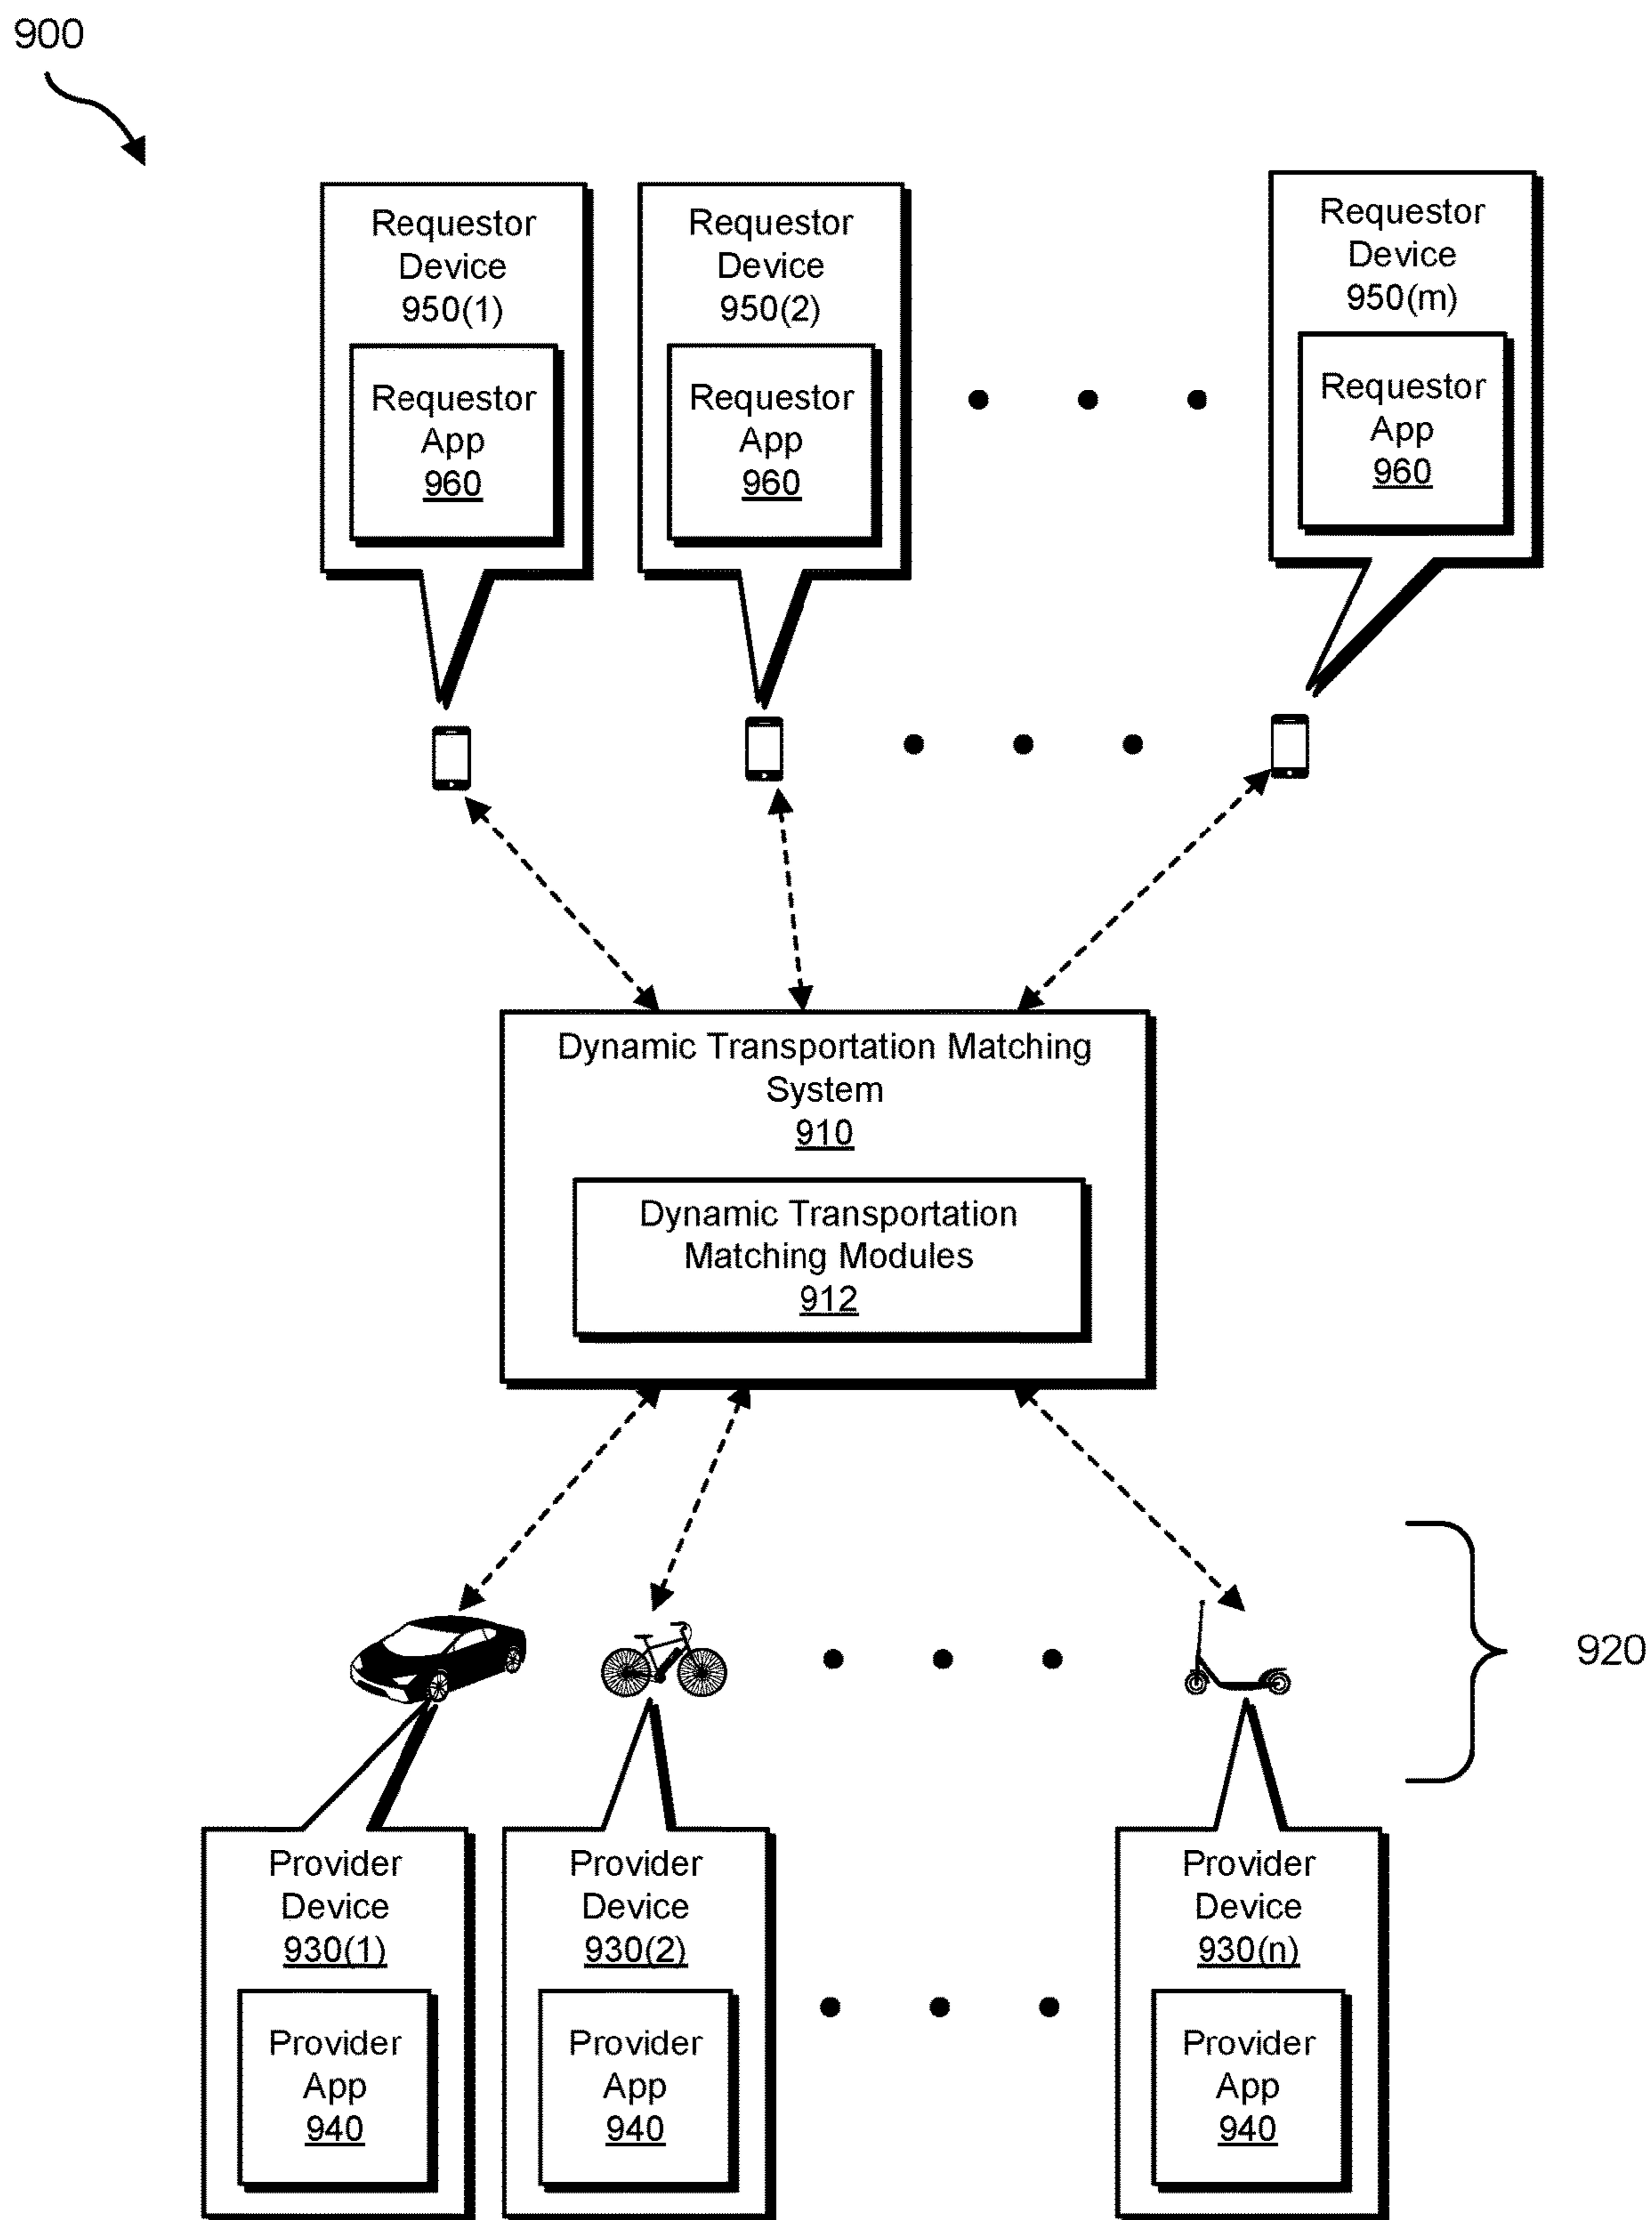 900
Requestor
Device
950(1)
Requestor
App
960
Requestor
Device
950(2)
Requestor
App
960
Requestor
Device
950(m)
Requestor
App
960
Dynamic Transportation Matching
System
910
Dynamic Transportation
Matching Modules
912
920
Provider
Device
930(1)
Provider
App
940
Provider
Device
930(2)
Provider
App
940
Provider
Device
930(n)
Provider
App
940